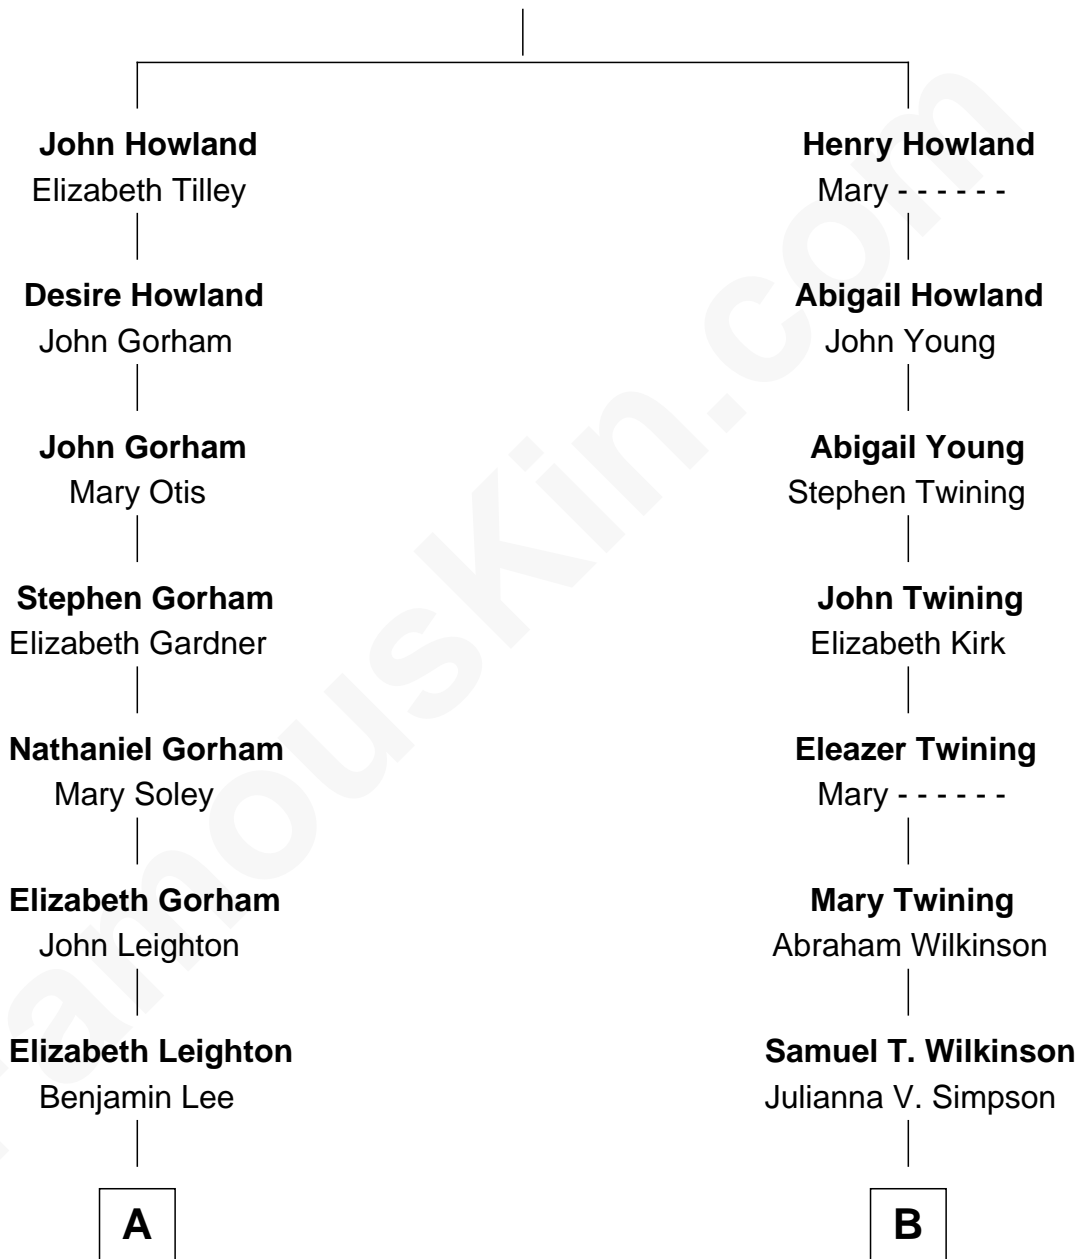 John Howland
Elizabeth Tilley
Henry Howland
Mary - - - - - -
Desire Howland
John Gorham
Abigail Howland
John Young
John Gorham
Mary Otis
Abigail Young
Stephen Twining
Stephen Gorham
Elizabeth Gardner
John Twining
Elizabeth Kirk
Nathaniel Gorham
Mary Soley
Eleazer Twining
Mary - - - - - -
Elizabeth Gorham
John Leighton
Mary Twining
Abraham Wilkinson
Elizabeth Leighton
Benjamin Lee
Samuel T. Wilkinson
Julianna V. Simpson
A
B
FamousKin.com